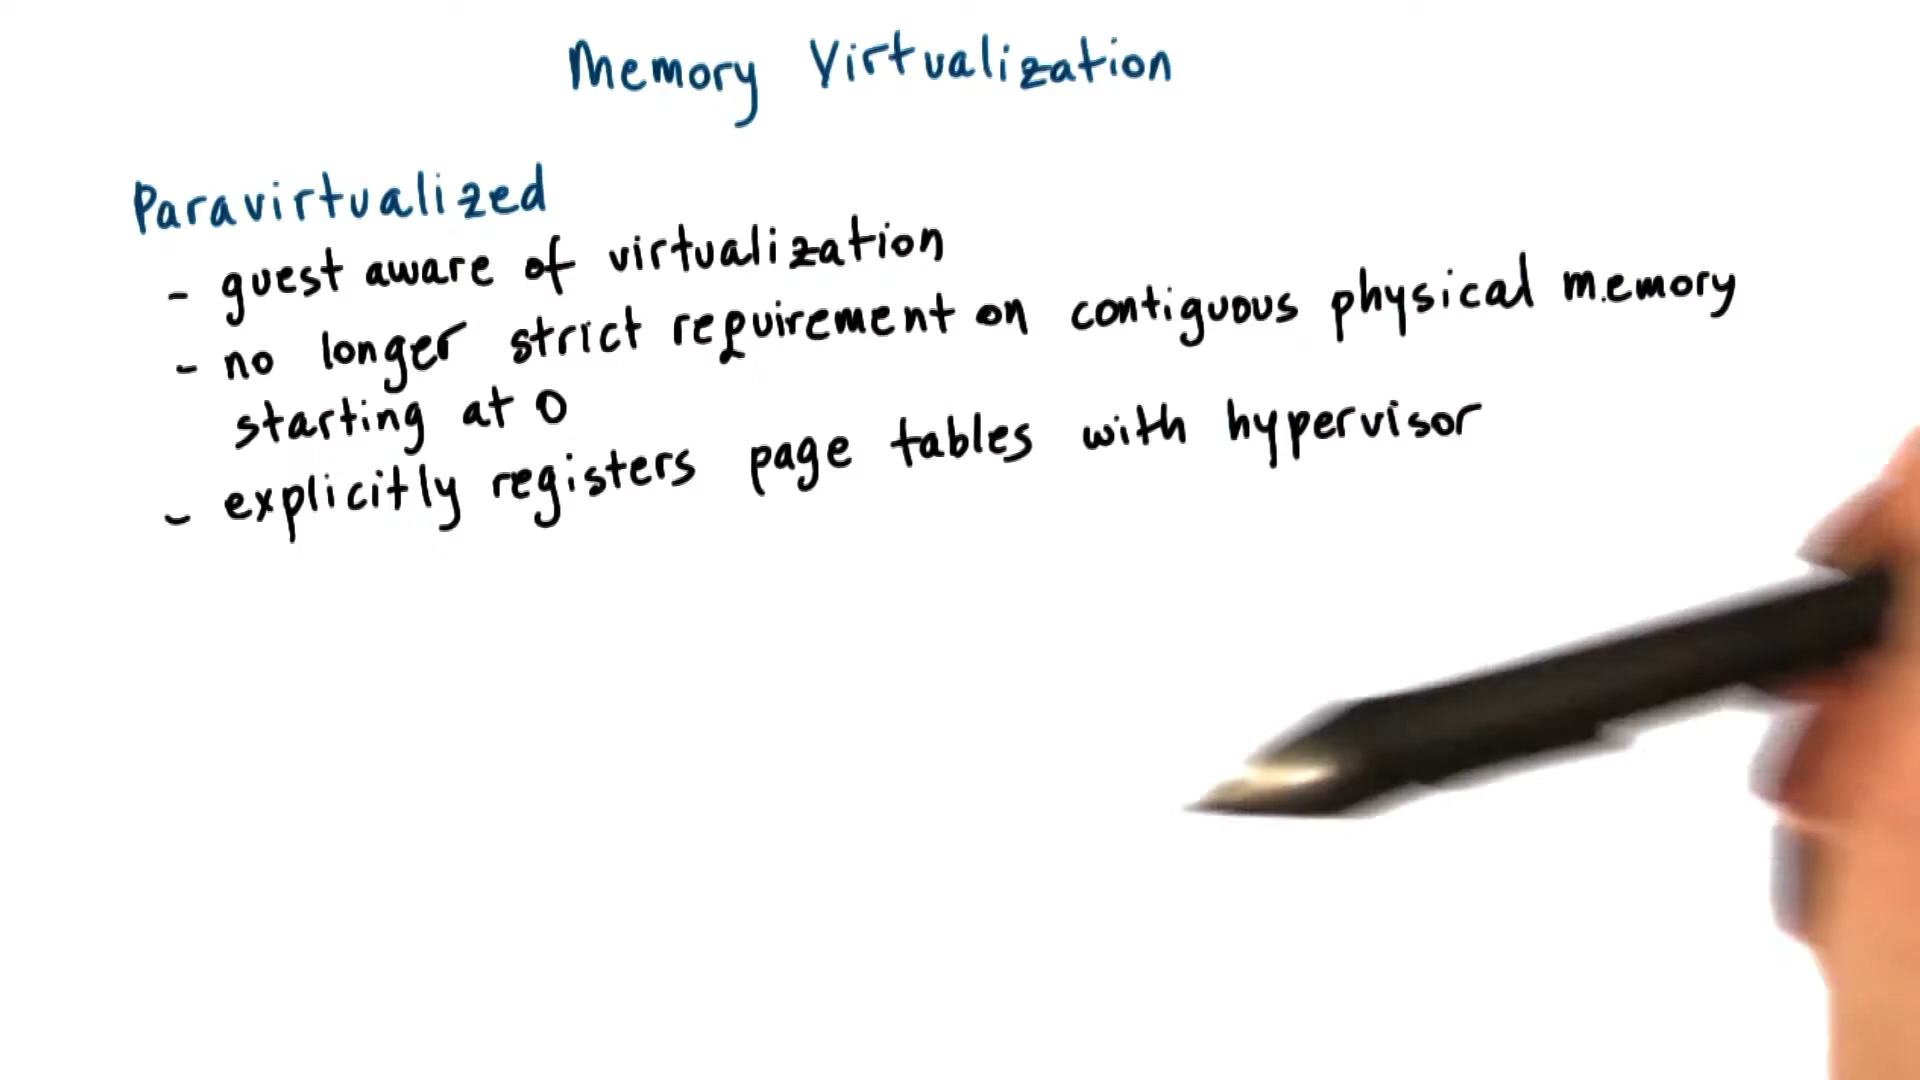 Memory Virtualization
Paravirtualized
- guest aware of virtualization
- no longer strict requirement on contiguous physical memory
starting at 0
- explicitly registers page tables with hypervisor